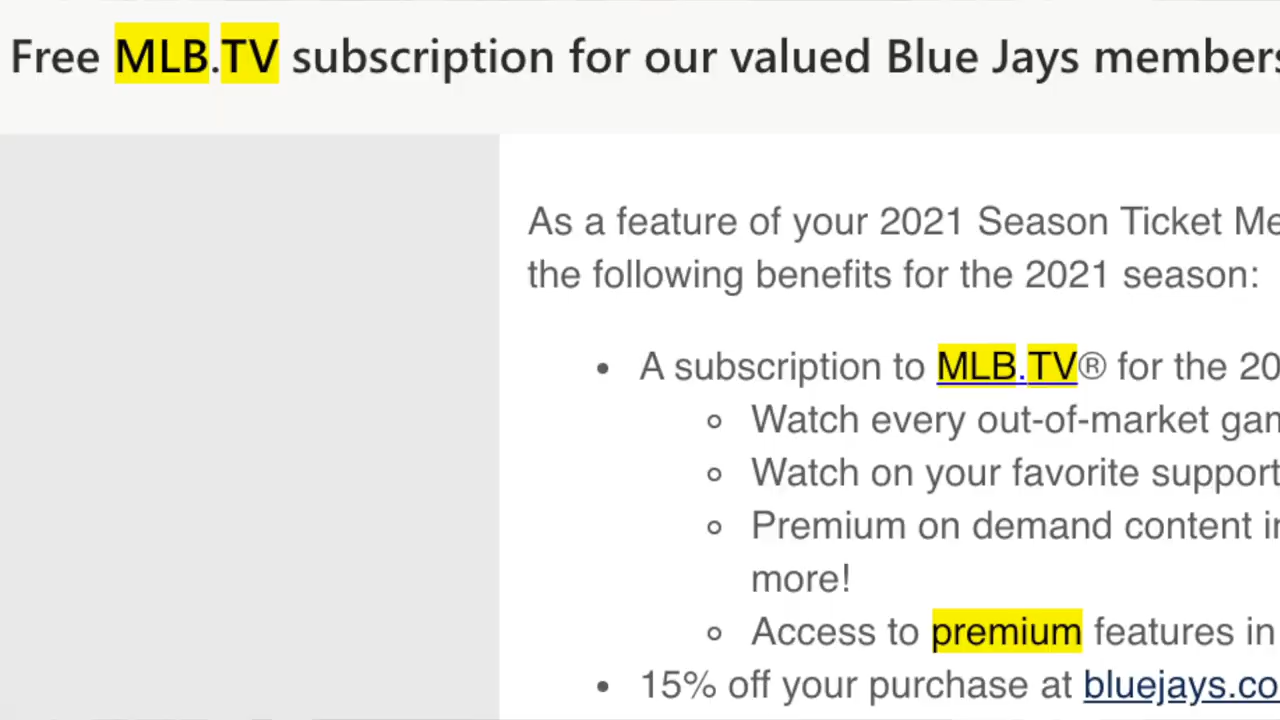 Free MLB.TV subscription for our valued Blue Jays members
As a feature of your 2021 Season Ticket Me
the following benefits for the 2021 season:
• A subscription to MLB.TV® for the 20
◦ Watch every out-of-market gam
◦ Watch on your favorite support
◦ Premium on demand content in
more!
◦ Access to premium features in
• 15% off your purchase at bluejays.co